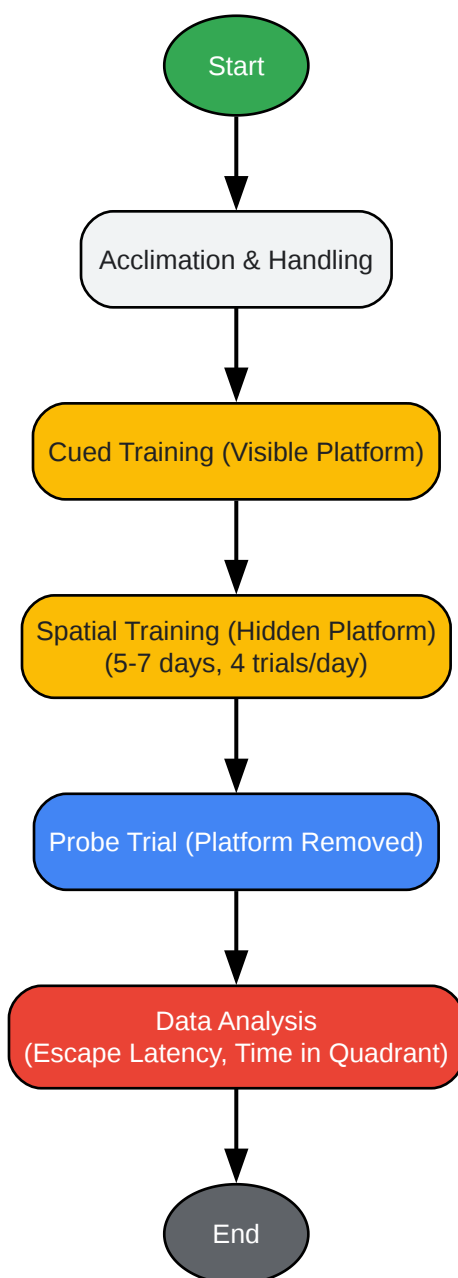 Start
Acclimation & Handling
Cued Training (Visible Platform)
Spatial Training (Hidden Platform)
(5-7 days, 4 trials/day)
Probe Trial (Platform Removed)
Data Analysis
(Escape Latency, Time in Quadrant)
End